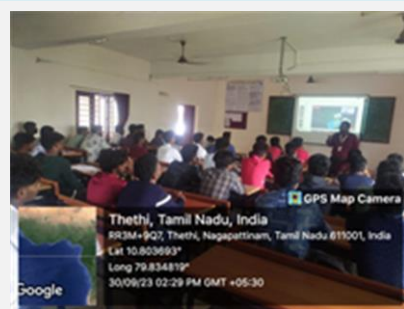 GPS Map Camera
Thethi, Tamil Nadu, India
RR3M+9Q7, Thethi, Nagapattinam, Tamil Nadu 611001, India
Lat 10.803693°
Long 79.834819°
30/09/23 02:29 PM GMT +05:30
Google